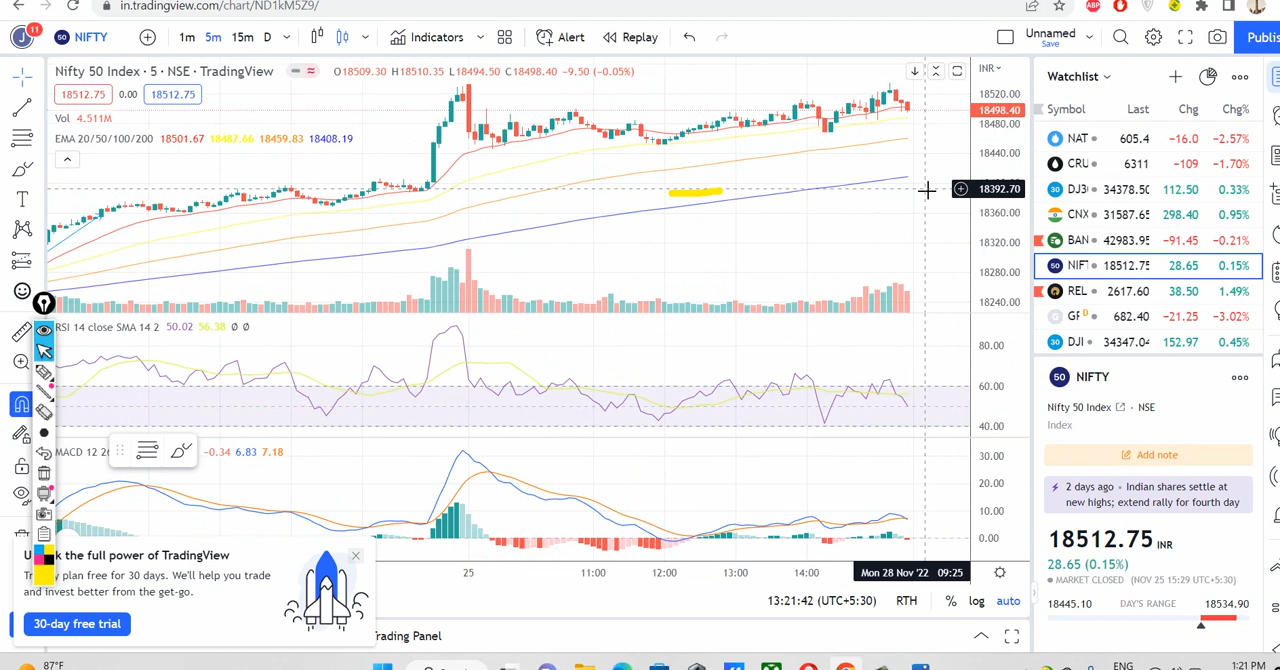 in.tradingview.com/chart/ND1kM5Z9/
ABP
J 11 50 NIFTY 1m 5m 15m D Indicators Alert Replay Unnamed Save Publis
Nifty 50 Index · 5 · NSE · TradingView O18509.30 H18510.35 L18494.50 C18498.40 -9.50 (-0.05%)
18512.75 0.00 18512.75
Vol 4.511M
EMA 20/50/100/200 18501.67 18487.66 18459.83 18408.19
INR
18520.00
18498.40
18480.00
18440.00
18392.70
18360.00
18320.00
18280.00
18240.00
RSI 14 close SMA 14 2 50.02 56.38 Ø Ø
80.00
60.00
40.00
MACD 12 26 -0.34 6.83 7.18
30.00
20.00
10.00
0.00
25 11:00 12:00 13:00 14:00 Mon 28 Nov '22 09:25
13:21:42 (UTC+5:30) RTH % log auto
k the full power of TradingView
Tr y plan free for 30 days. We'll help you trade
and invest better from the get-go.
30-day free trial
Trading Panel
Watchlist
Symbol Last Chg Chg%
NAT 605.4 -16.0 -2.57%
CRU 6311 -109 -1.70%
30 DJ3 34378.50 112.50 0.33%
CNX 31587.65 298.40 0.95%
BAN 42983.95 -91.45 -0.21%
50 NIFT 18512.75 28.65 0.15%
REL 2617.60 38.50 1.49%
G D 682.40 -21.25 -3.02%
30 DJI 34347.04 152.97 0.45%
50 NIFTY
Nifty 50 Index · NSE
Index
Add note
2 days ago · Indian shares settle at
new highs; extend rally for fourth day
18512.75 INR
28.65 (0.15%)
MARKET CLOSED (NOV 25 15:29 UTC+5:30)
18445.10 DAY'S RANGE 18534.90
87°F
ENG
1:21 PM